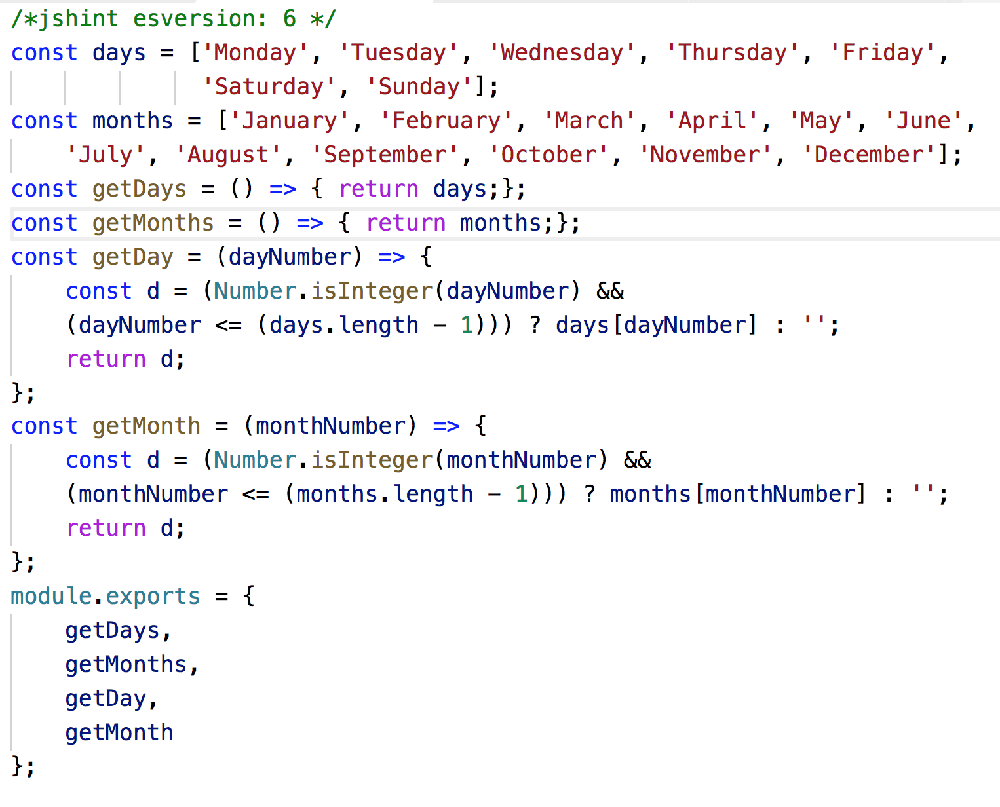 /*jshint esversion: 6 */
const days = ['Monday', 'Tuesday', 'Wednesday', 'Thursday', 'Friday',
              'Saturday', 'Sunday'];
const months = ['January', 'February', 'March', 'April', 'May', 'June',
    'July', 'August', 'September', 'October', 'November', 'December'];
const getDays = () => { return days;};
const getMonths = () => { return months;};
const getDay = (dayNumber) => {
    const d = (Number.isInteger(dayNumber) &&
    (dayNumber <= (days.length - 1))) ? days[dayNumber] : '';
    return d;
};
const getMonth = (monthNumber) => {
    const d = (Number.isInteger(monthNumber) &&
    (monthNumber <= (months.length - 1))) ? months[monthNumber] : '';
    return d;
};
module.exports = {
    getDays,
    getMonths,
    getDay,
    getMonth
};